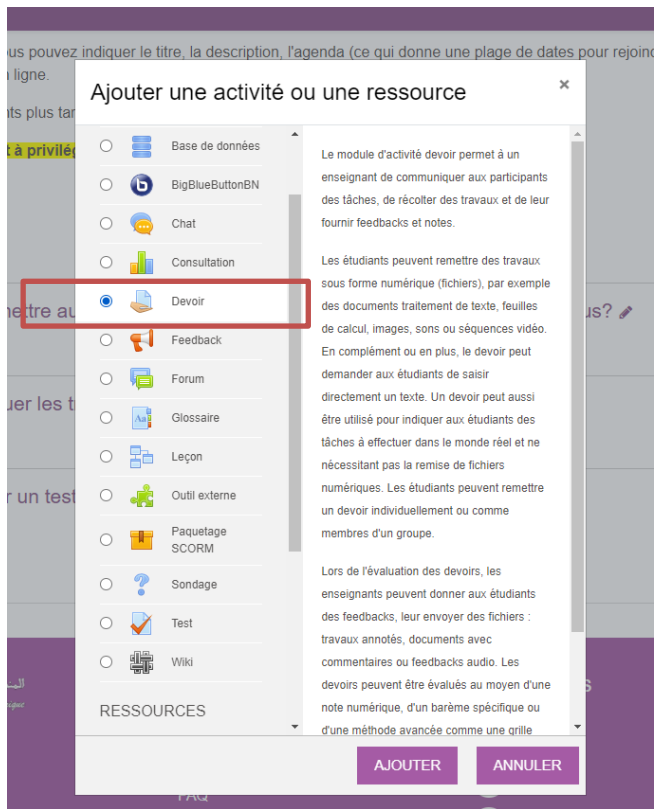 us pouvez indiquer le titre, la description, l'agenda (ce qui donne une plage de dates pour rejoin
ligne.
Ajouter une activité ou une ressource
×
nts plus tar
t à privilég
Base de données
BigBlueButtonBN
Chat
Consultation
Devoir
Feedback
Forum
Glossaire
Leçon
Outil externe
Paquetage
SCORM
Sondage
Test
Wiki
RESSOURCES
Le module d'activité devoir permet à un
enseignant de communiquer aux participants
des tâches, de récolter des travaux et de leur
fournir feedbacks et notes.
Les étudiants peuvent remettre des travaux
sous forme numérique (fichiers), par exemple
des documents traitement de texte, feuilles
de calcul, images, sons ou séquences vidéo.
En complément ou en plus, le devoir peut
demander aux étudiants de saisir
directement un texte. Un devoir peut aussi
être utilisé pour indiquer aux étudiants des
tâches à effectuer dans le monde réel et ne
nécessitant pas la remise de fichiers
numériques. Les étudiants peuvent remettre
un devoir individuellement ou comme
membres d'un groupe.
Lors de l'évaluation des devoirs, les
enseignants peuvent donner aux étudiants
des feedbacks, leur envoyer des fichiers :
travaux annotés, documents avec
commentaires ou feedbacks audio. Les
devoirs peuvent être évalués au moyen d'une
note numérique, d'un barème spécifique ou
d'une méthode avancée comme une grille
nettre au
us?
uer les t
r un test
AJOUTER
ANNULER
FAQ